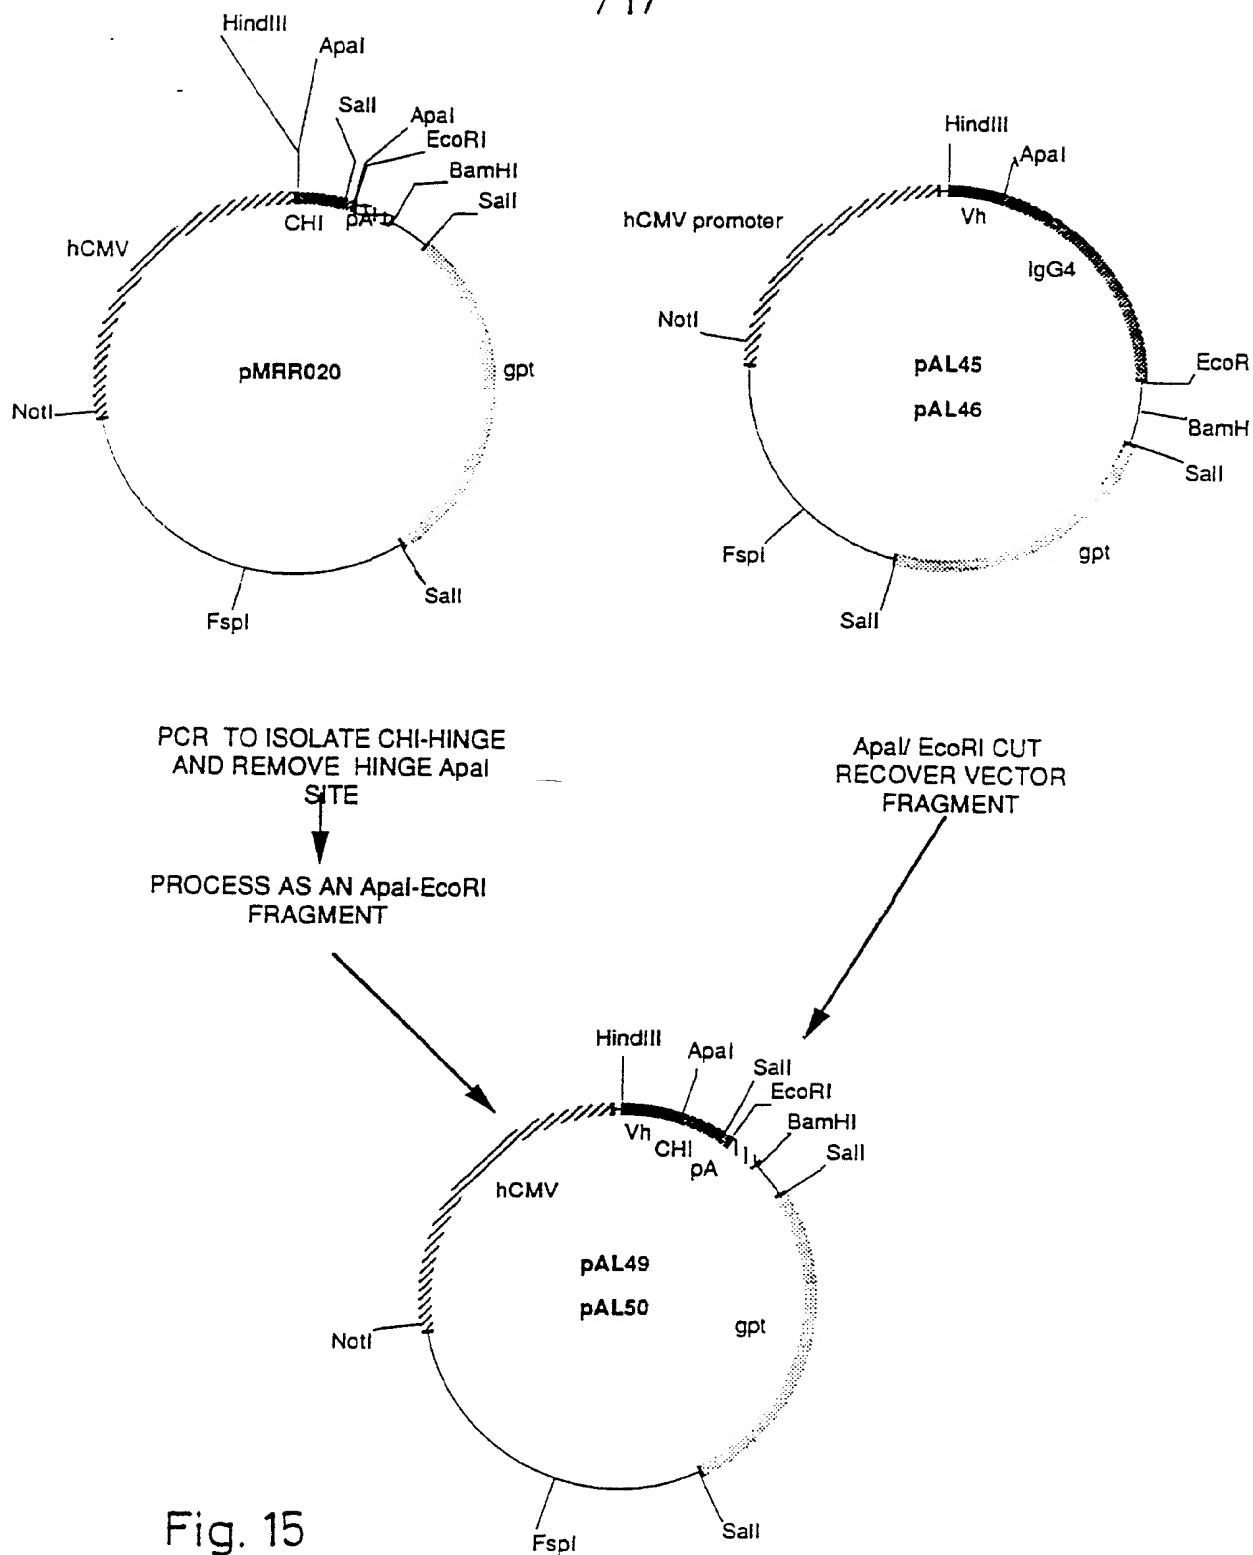 HindIII
ApaI
SalI
ApaI
EcoRI
BamHI
SalI
CHI
pA
hCMV
NotI
pMRR020
gpt
SalI
FspI
HindIII
ApaI
Vh
hCMV promoter
IgG4
NotI
pAL45
pAL46
EcoR
BamH
SalI
FspI
gpt
SalI
PCR TO ISOLATE CHI-HINGE
AND REMOVE HINGE ApaI
SITE
PROCESS AS AN ApaI-EcoRI
FRAGMENT
ApaI/ EcoRI CUT
RECOVER VECTOR
FRAGMENT
HindIII
ApaI
SalI
EcoRI
BamHI
SalI
Vh
CHI
pA
hCMV
pAL49
pAL50
NotI
gpt
FspI
SalI
Fig. 15